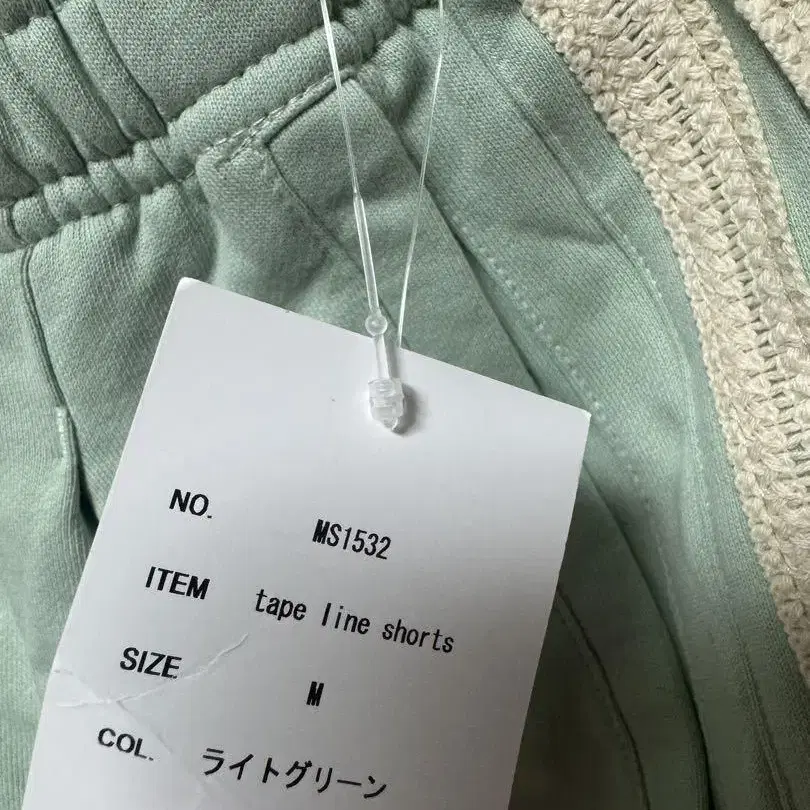 NO. MS1532
ITEM tape line shorts
SIZE M
COL. ライトグリーン